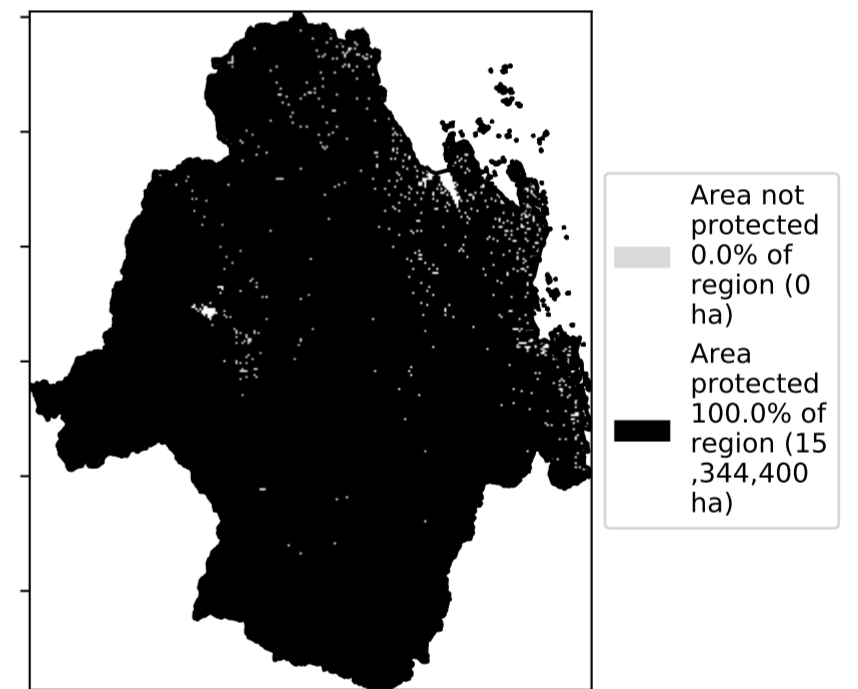 Area not
protected
0.0% of
region (0
ha)
Area
protected
100.0% of
region (15
,344,400
ha)